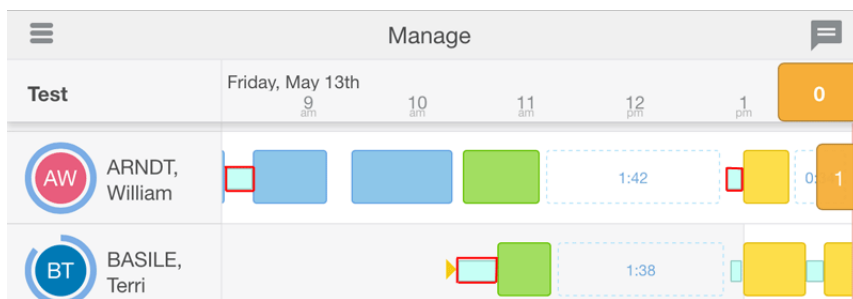 Manage
Test
Friday, May 13th
9 am
10 am
11 am
12 pm
1 pm
0
AW
ARNDT,
William
1:42
0:
1
BT
BASILE,
Terri
1:38